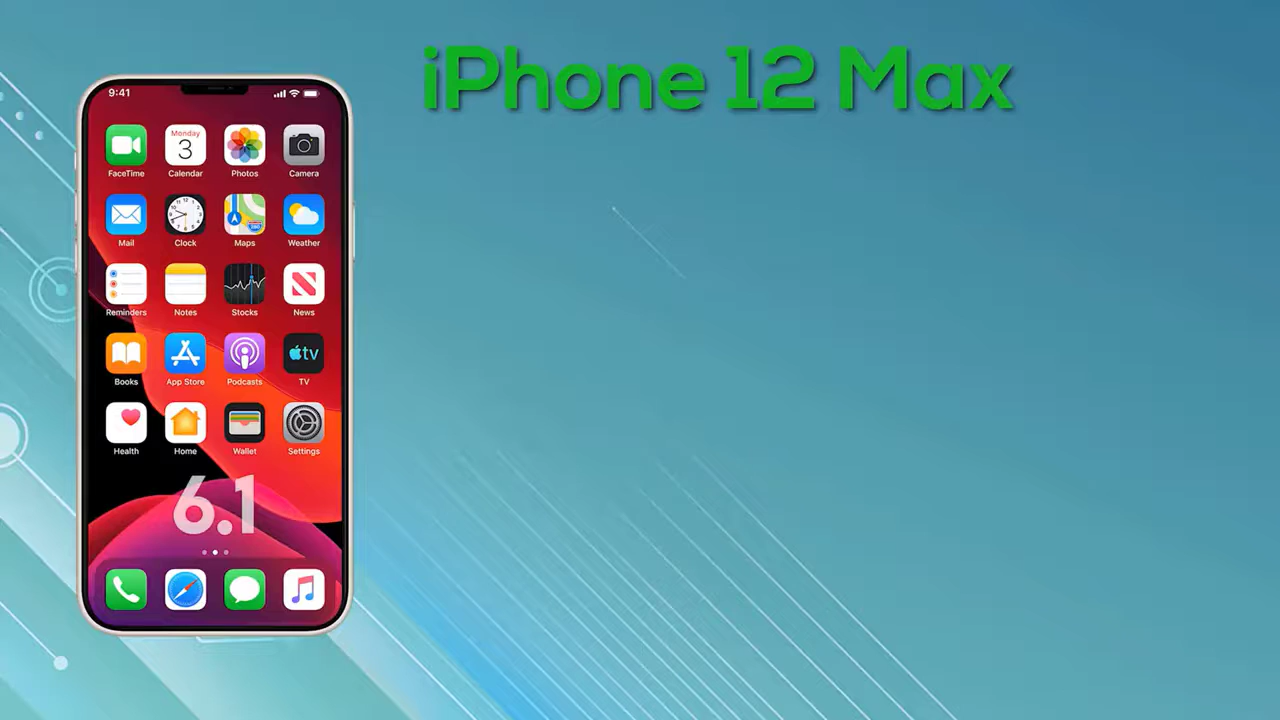 iPhone 12 Max
9:41
Monday
3
FaceTime Calendar Photos Camera
12
Mail Clock Maps Weather
Reminders Notes Stocks News
tv
Books App Store Podcasts TV
Health Home Wallet Settings
6.1